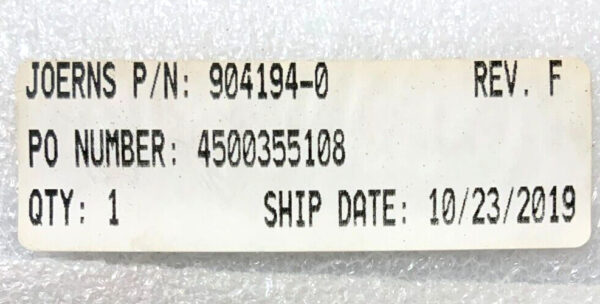 JOERNS P/N: 904194-0 REV. F
PO NUMBER: 4500355108
QTY: 1 SHIP DATE: 10/23/2019